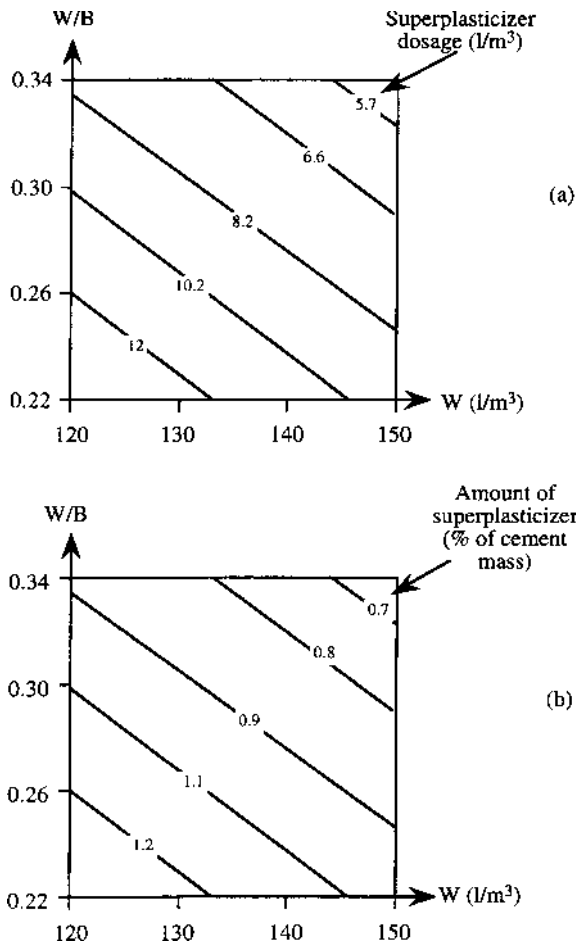 W/B
Superplasticizer
dosage (l/m³)
0.34
5.7
6.6
0.30
(a)
8.2
10.2
0.26
12
0.22
W (l/m³)
120 130 140 150
W/B
Amount of
superplasticizer
(% of cement
mass)
0.34
0.7
0.8
0.30
(b)
0.9
1.1
0.26
1.2
0.22
W (l/m³)
120 130 140 150